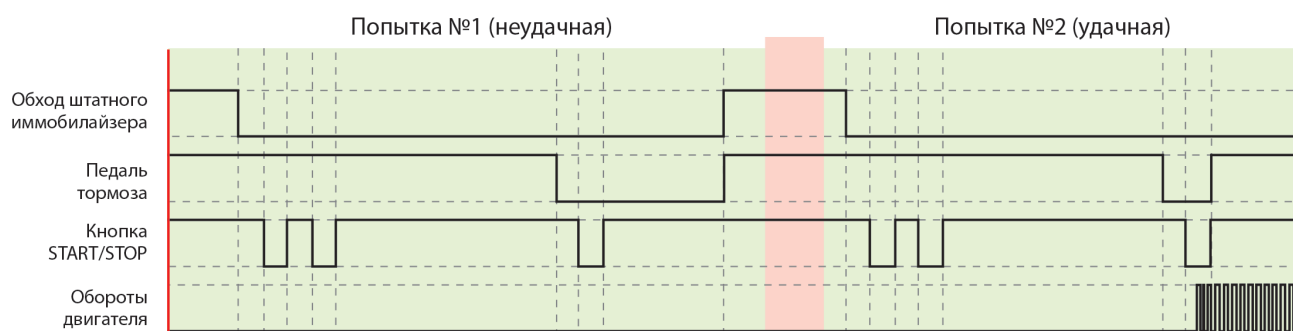 Попытка №1 (неудачная)
Попытка №2 (удачная)
Обход штатного
иммобилайзера
Педаль
тормоза
Кнопка
START/STOP
Обороты
двигателя